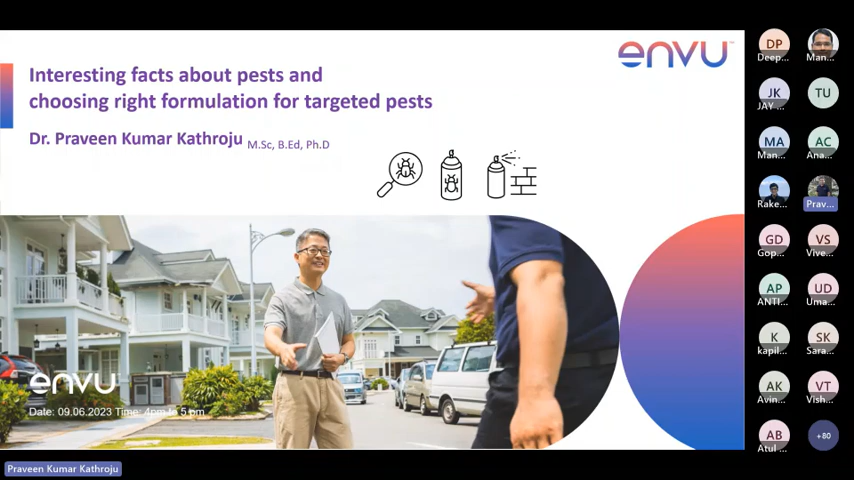 envu
Interesting facts about pests and
choosing right formulation for targeted pests
Dr. Praveen Kumar Kathroju M.Sc, B.Ed, Ph.D
envu
Date: 09.06.2023 Time: 4pm to 5 pm
Praveen Kumar Kathroju
DP
Deep...
Man...
JK
JAY ...
TU
MA
Man...
AC
Ana...
Rake...
Prav...
GD
Gop...
VS
Vive...
AP
ANTI...
UD
Uma...
K
kapil...
SK
Sara...
AK
Avin...
VT
Vish...
AB
Atul ...
+80